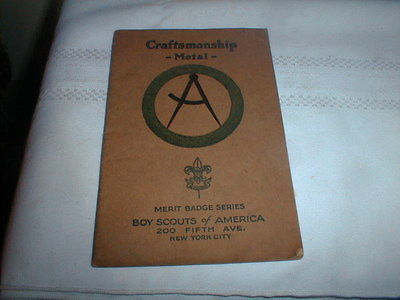 Craftsmanship
- Metal -
MERIT BADGE SERIES
BOY SCOUTS of AMERICA
200 FIFTH AVE.
NEW YORK CITY